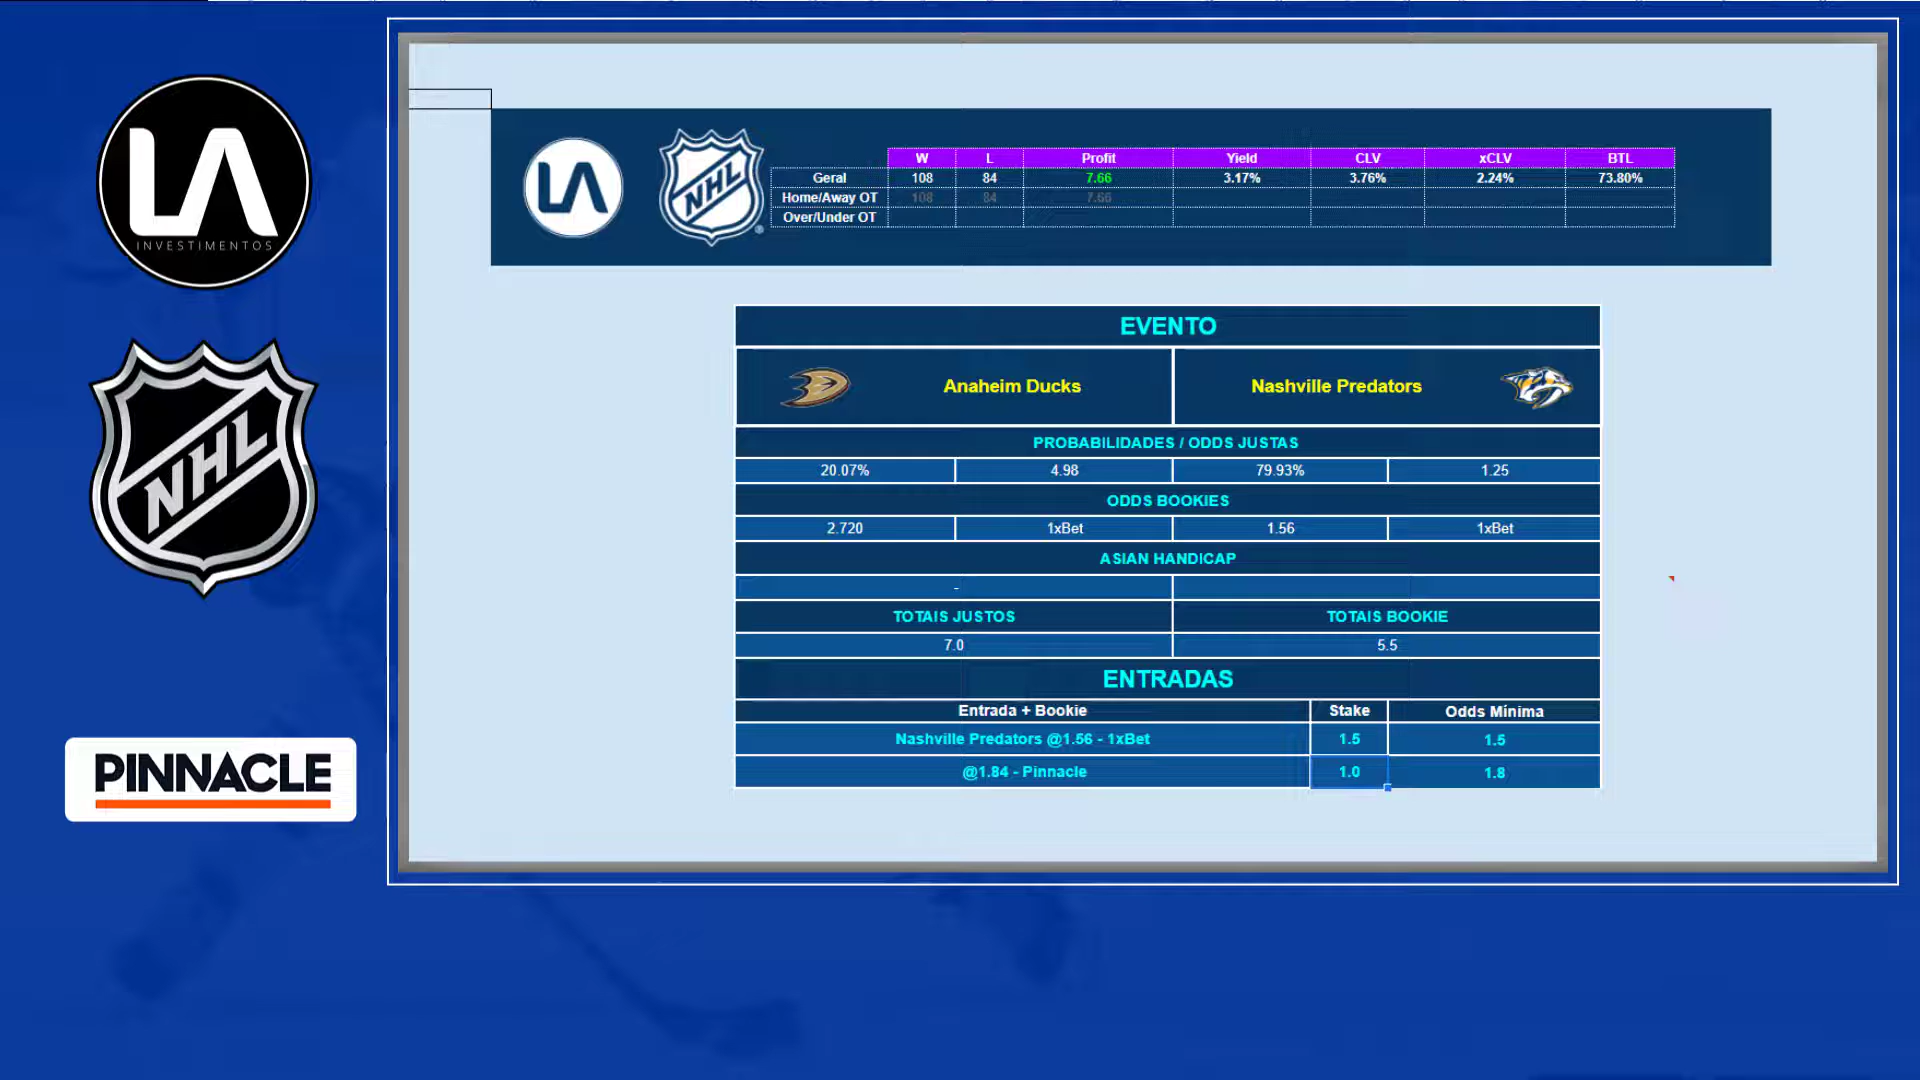 LA
INVESTIMENTOS
NHL
PINNACLE
LA
NHL
®
W L Profit Yield CLV xCLV BTL
Geral 108 84 7.66 3.17% 3.76% 2.24% 73.80%
Home/Away OT 108 84 7.66
Over/Under OT
EVENTO
Anaheim Ducks Nashville Predators
PROBABILIDADES / ODDS JUSTAS
20.07% 4.98 79.93% 1.25
ODDS BOOKIES
2.720 1xBet 1.56 1xBet
ASIAN HANDICAP
-
TOTAIS JUSTOS TOTAIS BOOKIE
7.0 5.5
ENTRADAS
Entrada + Bookie Stake Odds Mínima
Nashville Predators @1.56 - 1xBet 1.5 1.5
@1.84 - Pinnacle 1.0 1.8